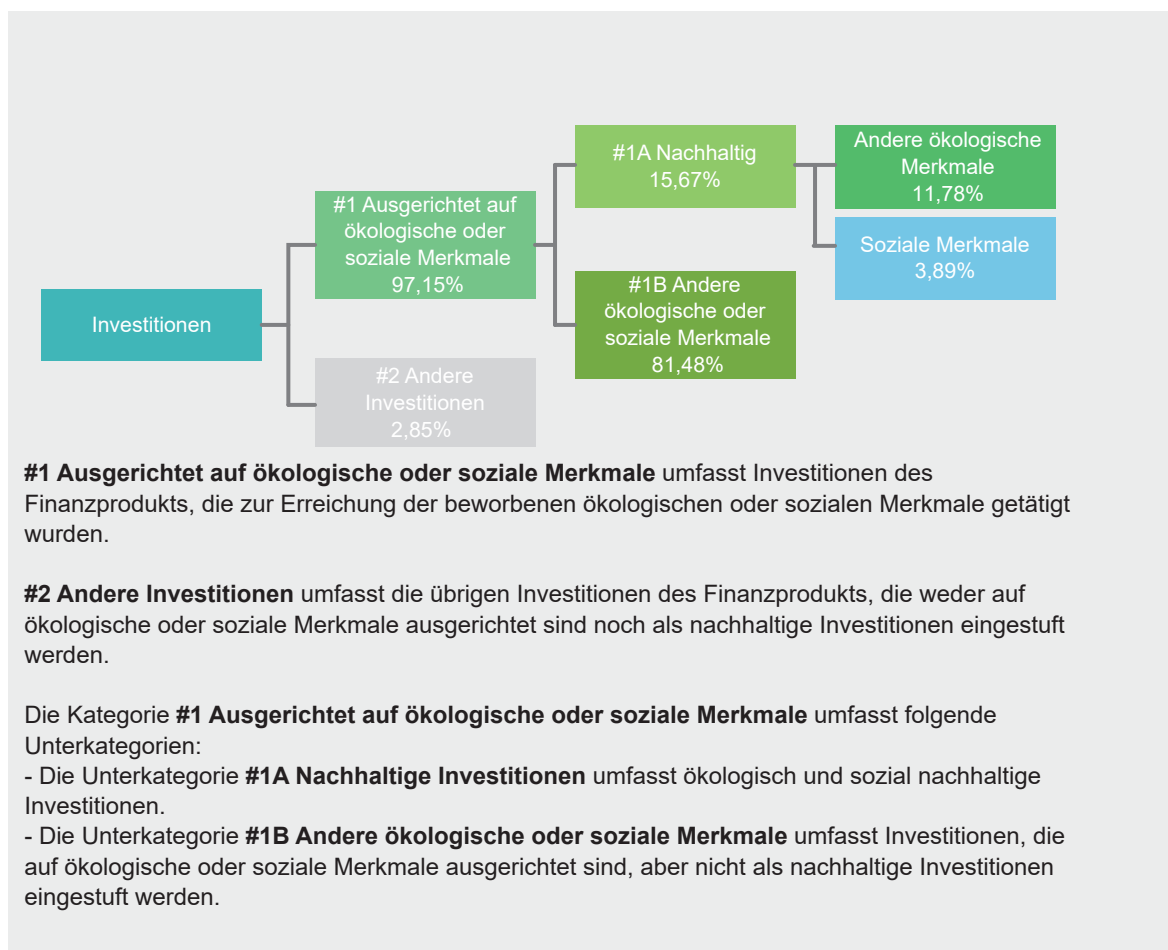 #1A Nachhaltig
15,67%
Andere ökologische
Merkmale
11,78%
#1 Ausgerichtet auf
ökologische oder
soziale Merkmale
97,15%
Soziale Merkmale
3,89%
#1B Andere
ökologische oder
soziale Merkmale
81,48%
Investitionen
#2 Andere
Investitionen
2,85%
#1 Ausgerichtet auf ökologische oder soziale Merkmale umfasst Investitionen des
Finanzprodukts, die zur Erreichung der beworbenen ökologischen oder sozialen Merkmale getätigt
wurden.
#2 Andere Investitionen umfasst die übrigen Investitionen des Finanzprodukts, die weder auf
ökologische oder soziale Merkmale ausgerichtet sind noch als nachhaltige Investitionen eingestuft
werden.
Die Kategorie #1 Ausgerichtet auf ökologische oder soziale Merkmale umfasst folgende
Unterkategorien:
- Die Unterkategorie #1A Nachhaltige Investitionen umfasst ökologisch und sozial nachhaltige
Investitionen.
- Die Unterkategorie #1B Andere ökologische oder soziale Merkmale umfasst Investitionen, die
auf ökologische oder soziale Merkmale ausgerichtet sind, aber nicht als nachhaltige Investitionen
eingestuft werden.